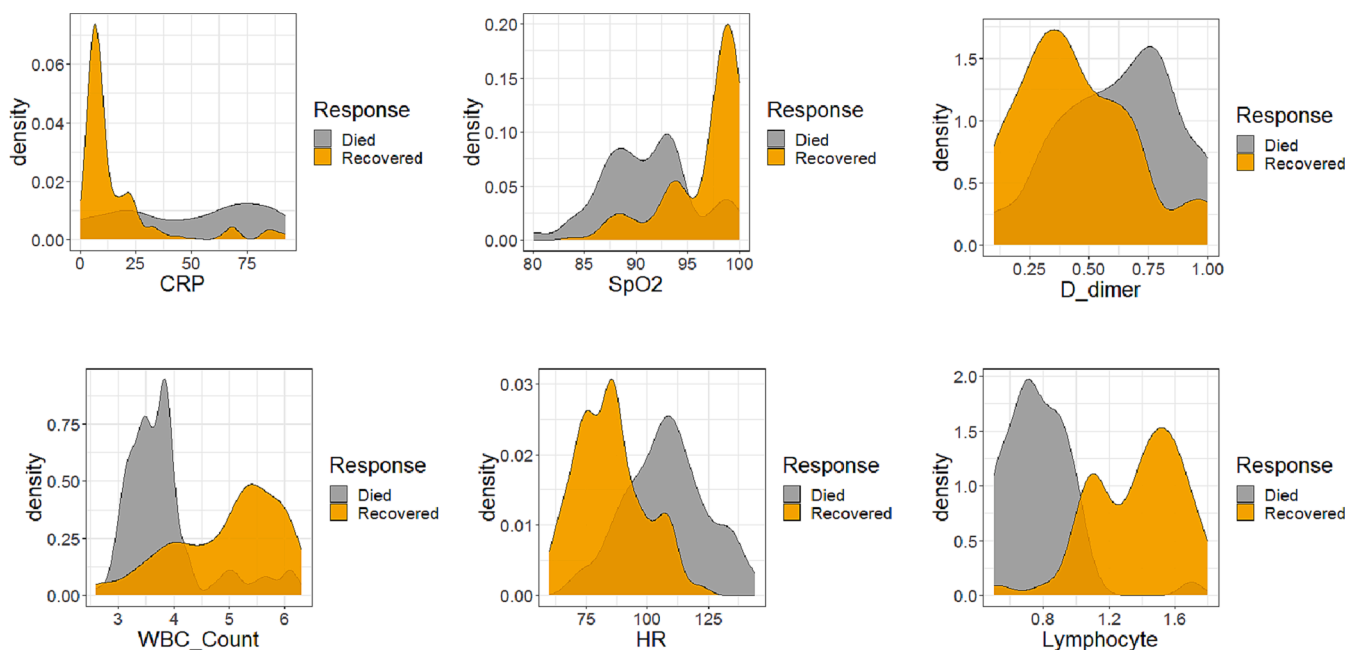 density
0.06
0.04
0.02
0.00
0 25 50 75
CRP
Response
Died
Recovered
density
0.20
0.15
0.10
0.05
0.00
80 85 90 95 100
SpO2
Response
Died
Recovered
density
1.5
1.0
0.5
0.0
0.25 0.50 0.75 1.00
D_dimer
Response
Died
Recovered
density
0.75
0.50
0.25
0.00
3 4 5 6
WBC_Count
Response
Died
Recovered
density
0.03
0.02
0.01
0.00
75 100 125
HR
Response
Died
Recovered
density
2.0
1.5
1.0
0.5
0.0
0.8 1.2 1.6
Lymphocyte
Response
Died
Recovered